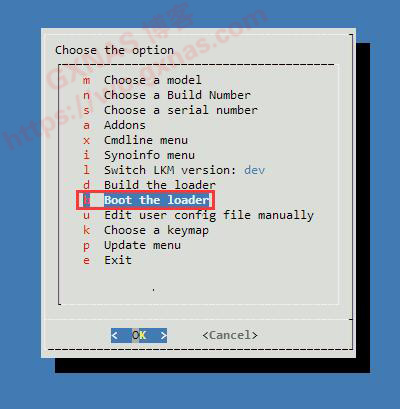 Choose the option
m Choose a model
n Choose a Build Number
s Choose a serial number
a Addons
x Cmdline menu
i Synoinfo menu
l Switch LKM version: dev
d Build the loader
b Boot the loader
u Edit user config file manually
k Choose a keymap
p Update menu
e Exit
< OK > <Cancel>
GXNAS 博客
https://wp.gxnas.com